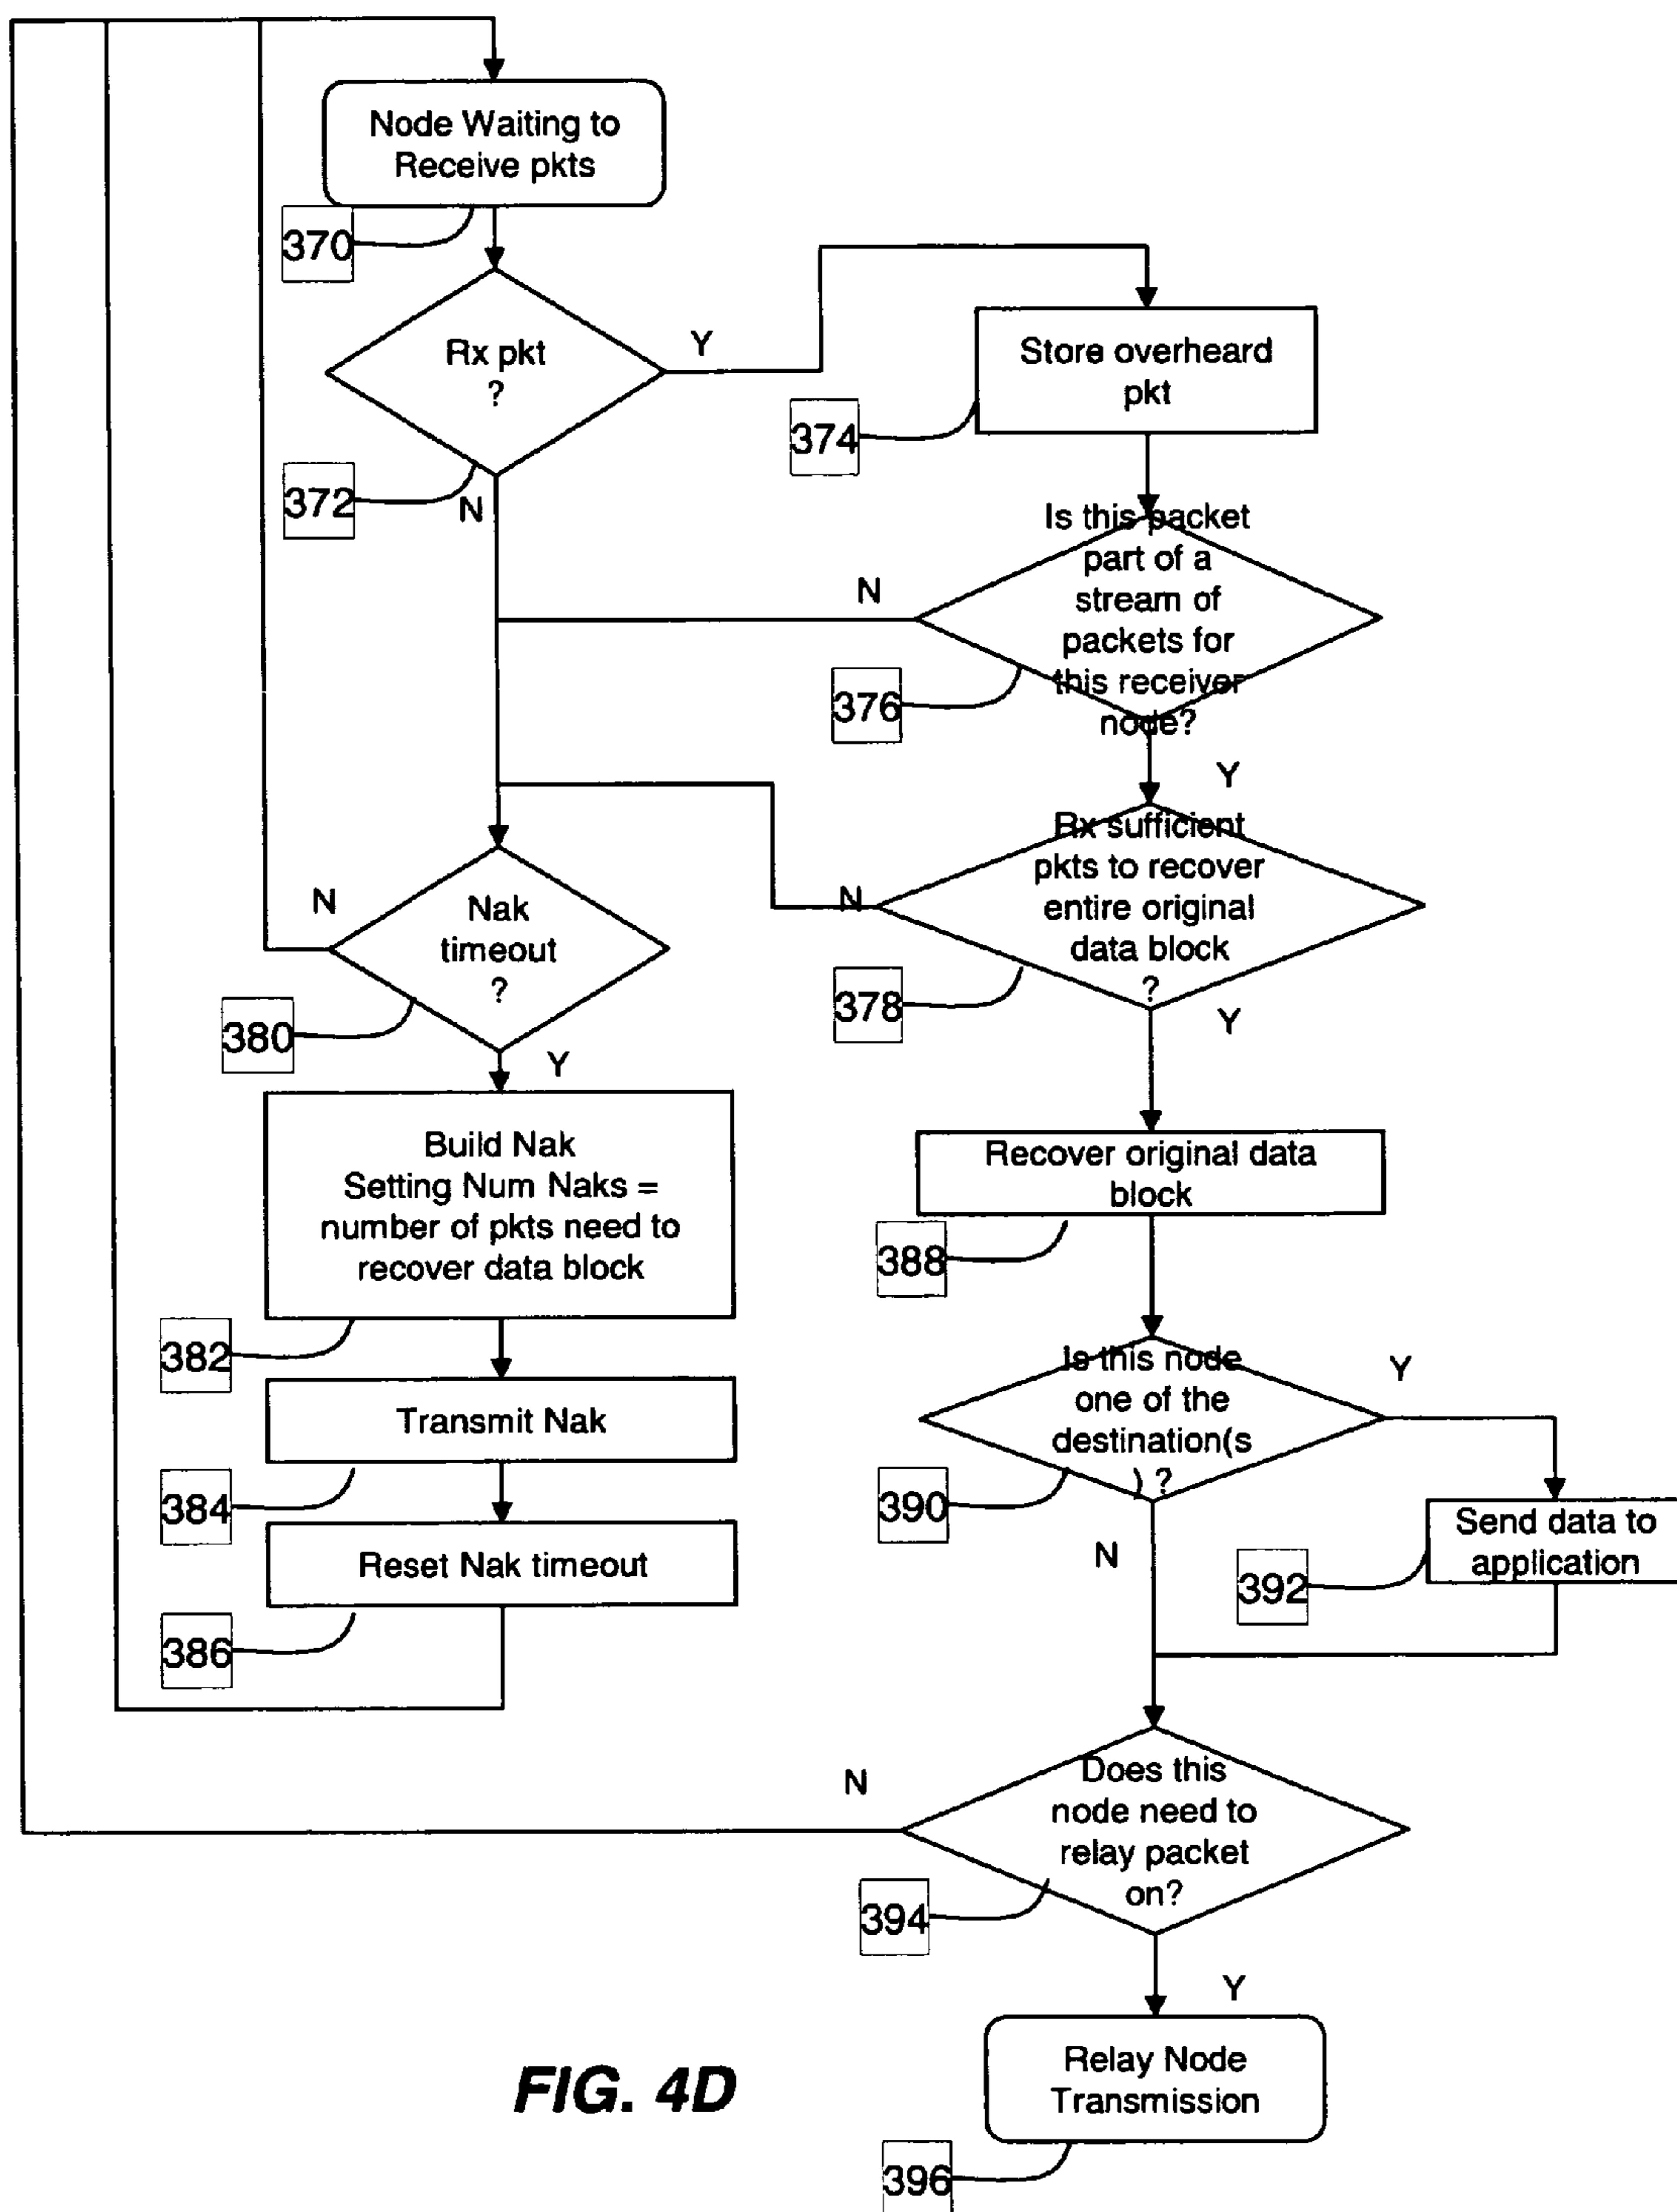 Node Waiting to
Receive pkts
370
Rx pkt
?
Y
372
N
Store overheard
pkt
374
Is this packet
part of a
stream of
packets for
this receiver
node?
N
376
Y
Rx sufficient
pkts to recover
entire original
data block
?
N
378
Y
Nak
timeout
?
N
380
Y
Build Nak
Setting Num Naks =
number of pkts need to
recover data block
382
Transmit Nak
384
Reset Nak timeout
386
Recover original data
block
388
Is this node
one of the
destination(s
) ?
Y
390
N
Send data to
application
392
Does this
node need to
relay packet
on?
N
394
Y
Relay Node
Transmission
396
FIG. 4D